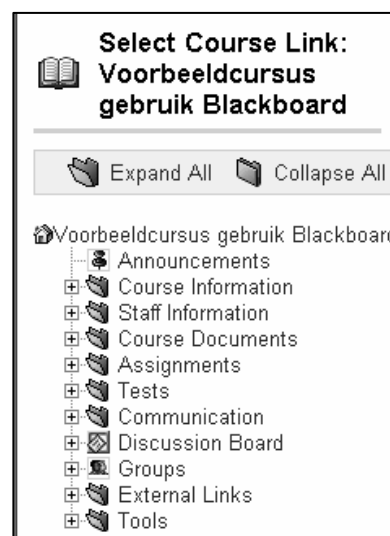 Select Course Link:
Voorbeeldcursus
gebruik Blackboard
Expand All Collapse All
Voorbeeldcursus gebruik Blackboar
Announcements
Course Information
Staff Information
Course Documents
Assignments
Tests
Communication
Discussion Board
Groups
External Links
Tools